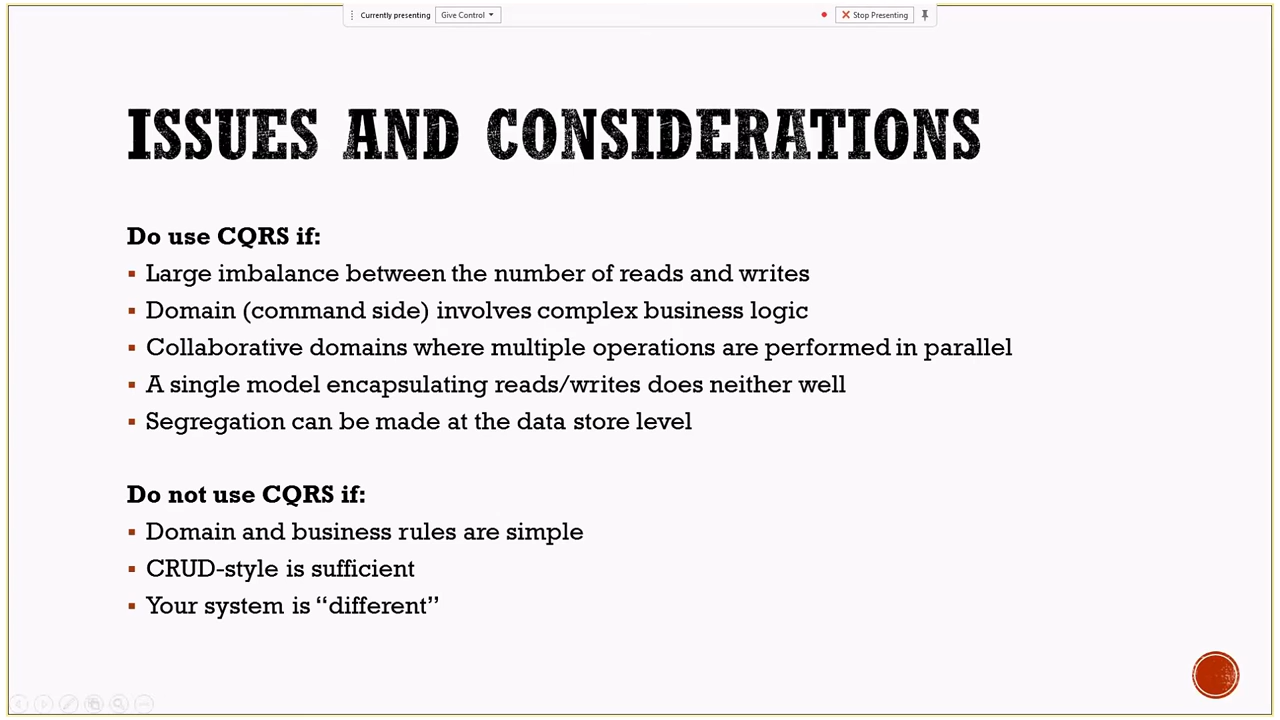 Currently presenting Give Control Stop Presenting
ISSUES AND CONSIDERATIONS
Do use CQRS if:
▪ Large imbalance between the number of reads and writes
▪ Domain (command side) involves complex business logic
▪ Collaborative domains where multiple operations are performed in parallel
▪ A single model encapsulating reads/writes does neither well
▪ Segregation can be made at the data store level
Do not use CQRS if:
▪ Domain and business rules are simple
▪ CRUD-style is sufficient
▪ Your system is “different”